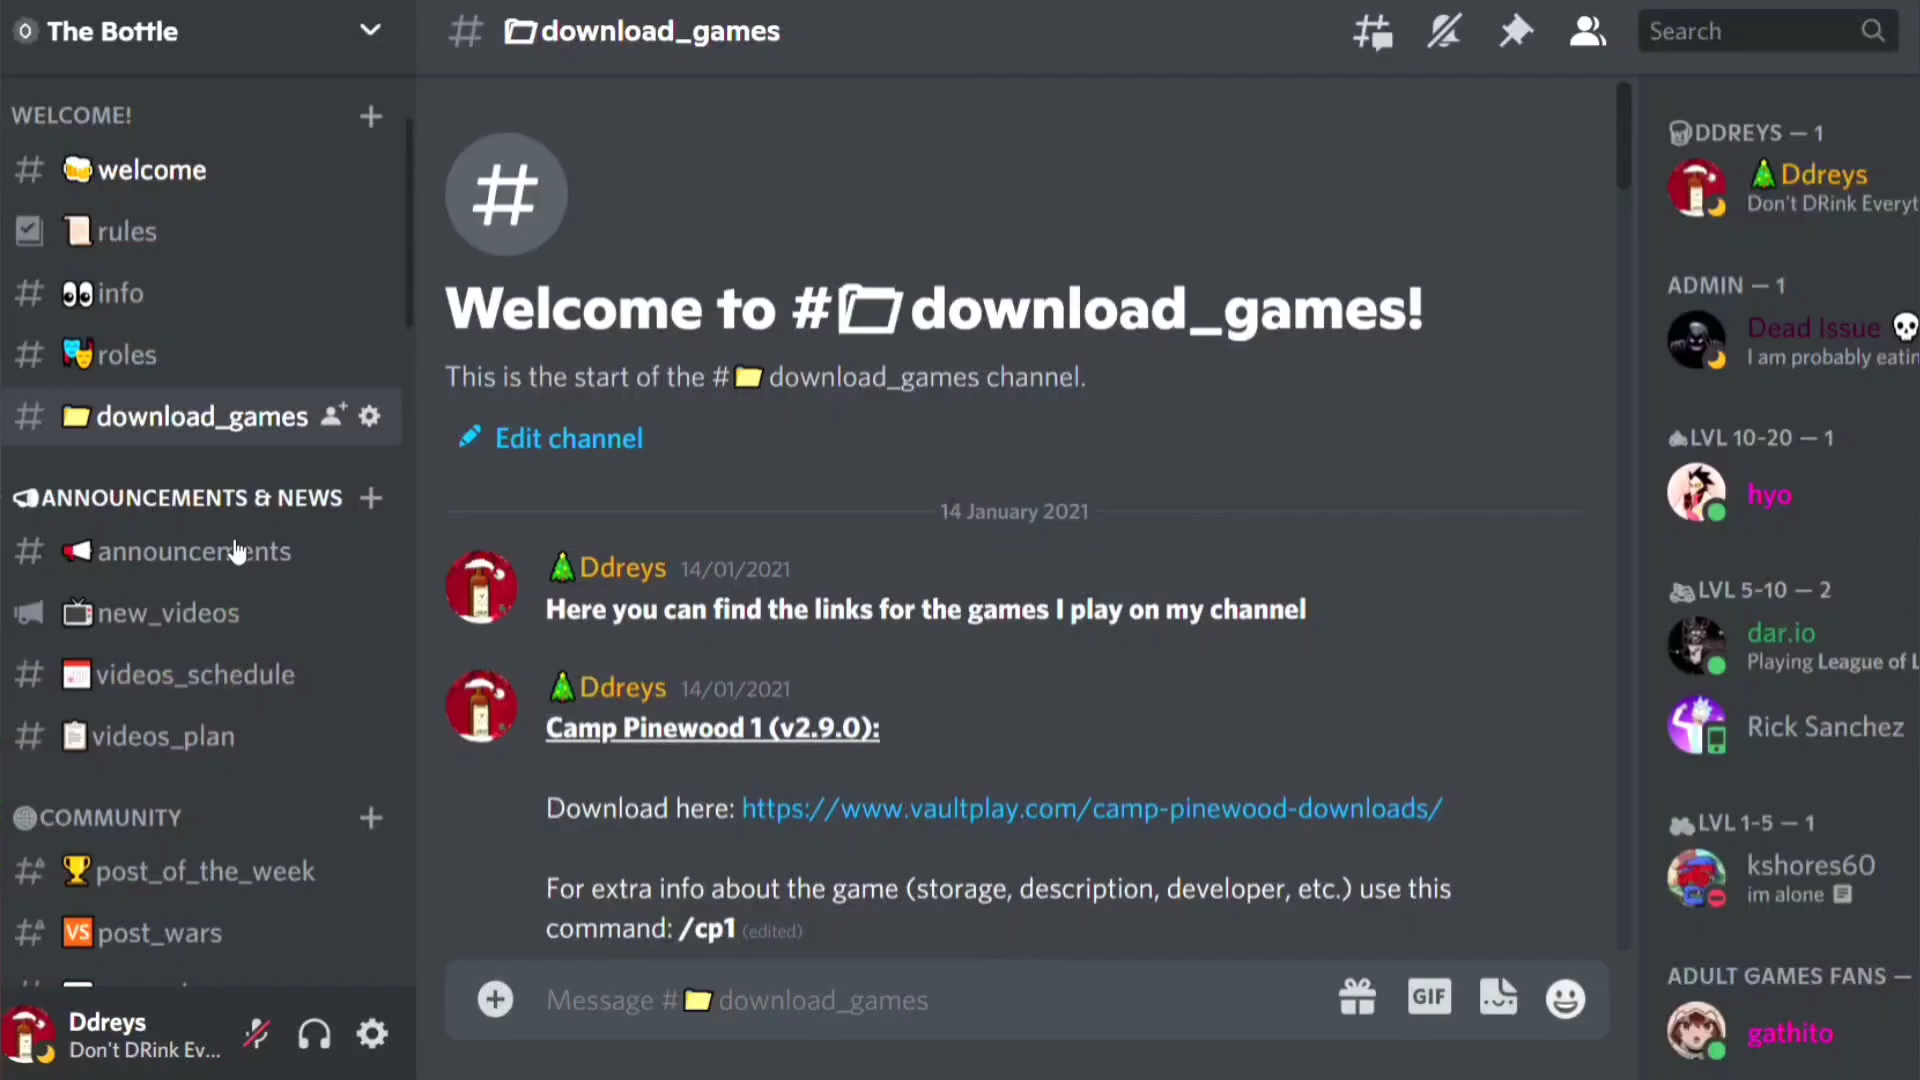 The Bottle
WELCOME!
welcome
rules
info
roles
download_games
ANNOUNCEMENTS & NEWS
announcements
new_videos
videos_schedule
videos_plan
COMMUNITY
post_of_the_week
VS post_wars
Ddreys
Don't DRink Ev...
download_games
Search
Welcome to #download_games!
This is the start of the # download_games channel.
Edit channel
14 January 2021
Ddreys 14/01/2021
Here you can find the links for the games I play on my channel
Ddreys 14/01/2021
Camp Pinewood 1 (v2.9.0):
Download here: https://www.vaultplay.com/camp-pinewood-downloads/
For extra info about the game (storage, description, developer, etc.) use this
command: /cp1 (edited)
Message # download_games
GIF
DDREYS — 1
Ddreys
Don't DRink Everyt
ADMIN — 1
Dead Issue
I am probably eatin
LVL 10-20 — 1
hyo
LVL 5-10 — 2
dar.io
Playing League of L
Rick Sanchez
LVL 1-5 — 1
kshores60
im alone
ADULT GAMES FANS —
gathito